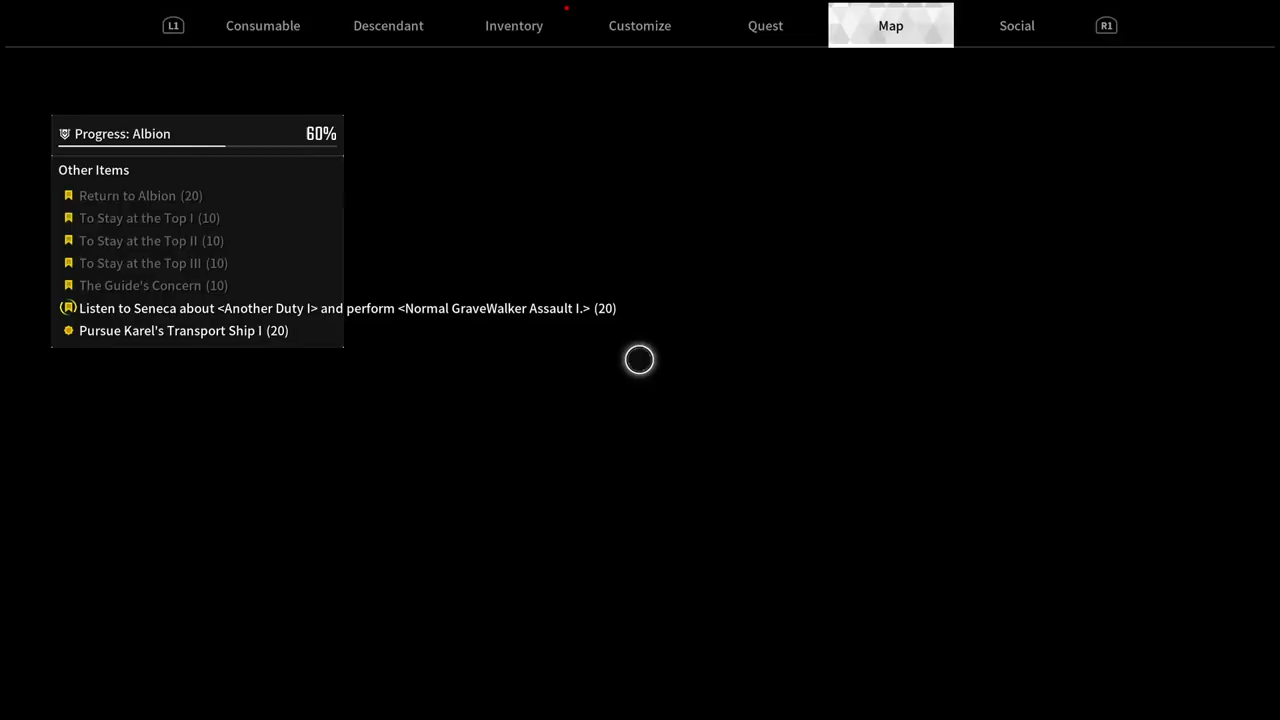 L1 Consumable Descendant Inventory Customize Quest Map Social R1
Progress: Albion 60%
Other Items
Return to Albion (20)
To Stay at the Top I (10)
To Stay at the Top II (10)
To Stay at the Top III (10)
The Guide's Concern (10)
Listen to Seneca about <Another Duty I> and perform <Normal GraveWalker Assault I.> (20)
Pursue Karel's Transport Ship I (20)